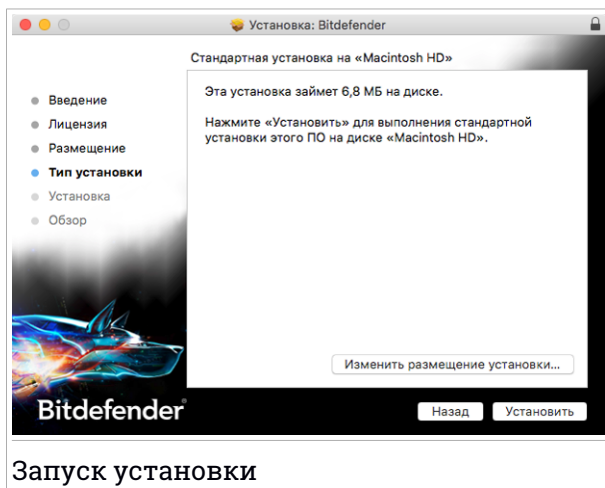 Установка: Bitdefender
Стандартная установка на «Macintosh HD»
Введение
Лицензия
Размещение
Тип установки
Установка
Обзор
Эта установка займет 6,8 МБ на диске.
Нажмите «Установить» для выполнения стандартной
установки этого ПО на диске «Macintosh HD».
Изменить размещение установки...
Bitdefender
Назад
Установить
Запуск установки